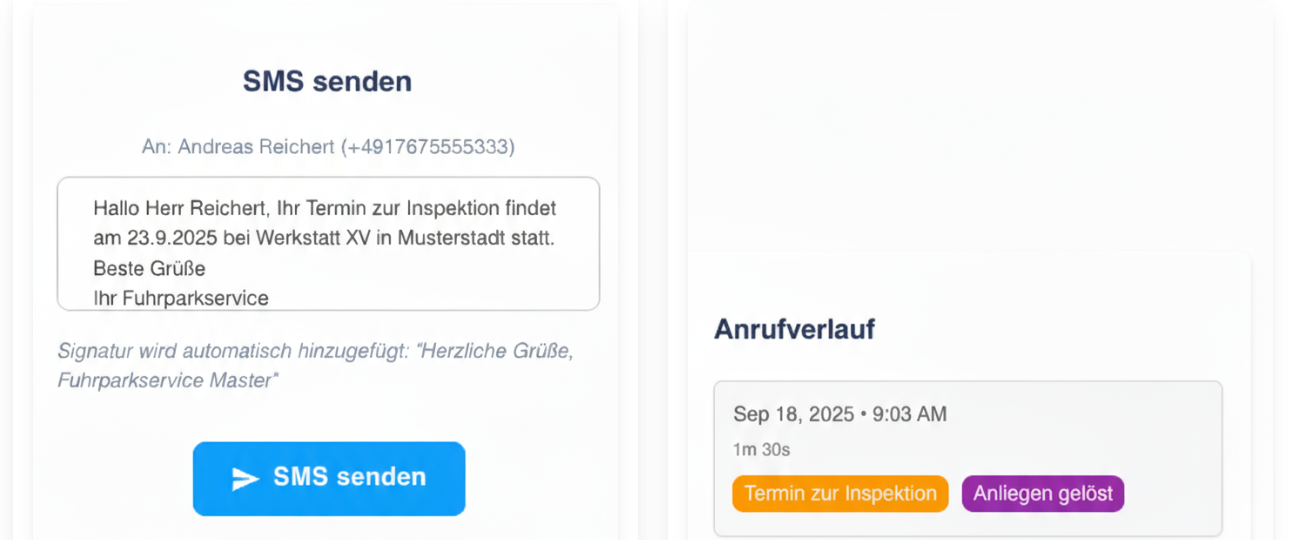 SMS senden
An: Andreas Reichert (+4917675555333)
Hallo Herr Reichert, Ihr Termin zur Inspektion findet
am 23.9.2025 bei Werkstatt XV in Musterstadt statt.
Beste Grüße
Ihr Fuhrparkservice
Signatur wird automatisch hinzugefügt: "Herzliche Grüße,
Fuhrparkservice Master"
SMS senden
Anrufverlauf
Sep 18, 2025 • 9:03 AM
1m 30s
Termin zur Inspektion
Anliegen gelöst